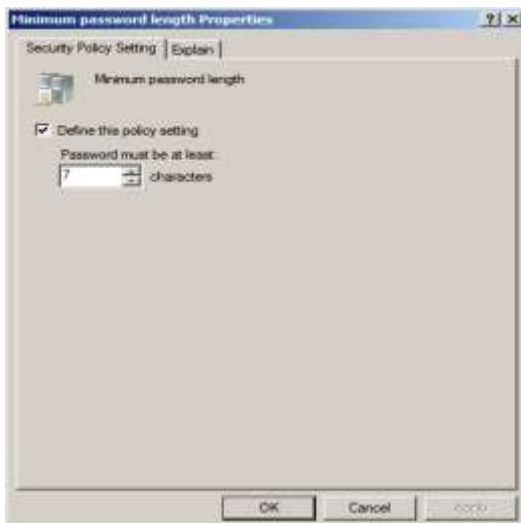 Minimum password length Properties
Security Policy Setting
Explain
Minimum password length
Define this policy setting
Password must be at least:
7
characters
OK
Cancel
Apply